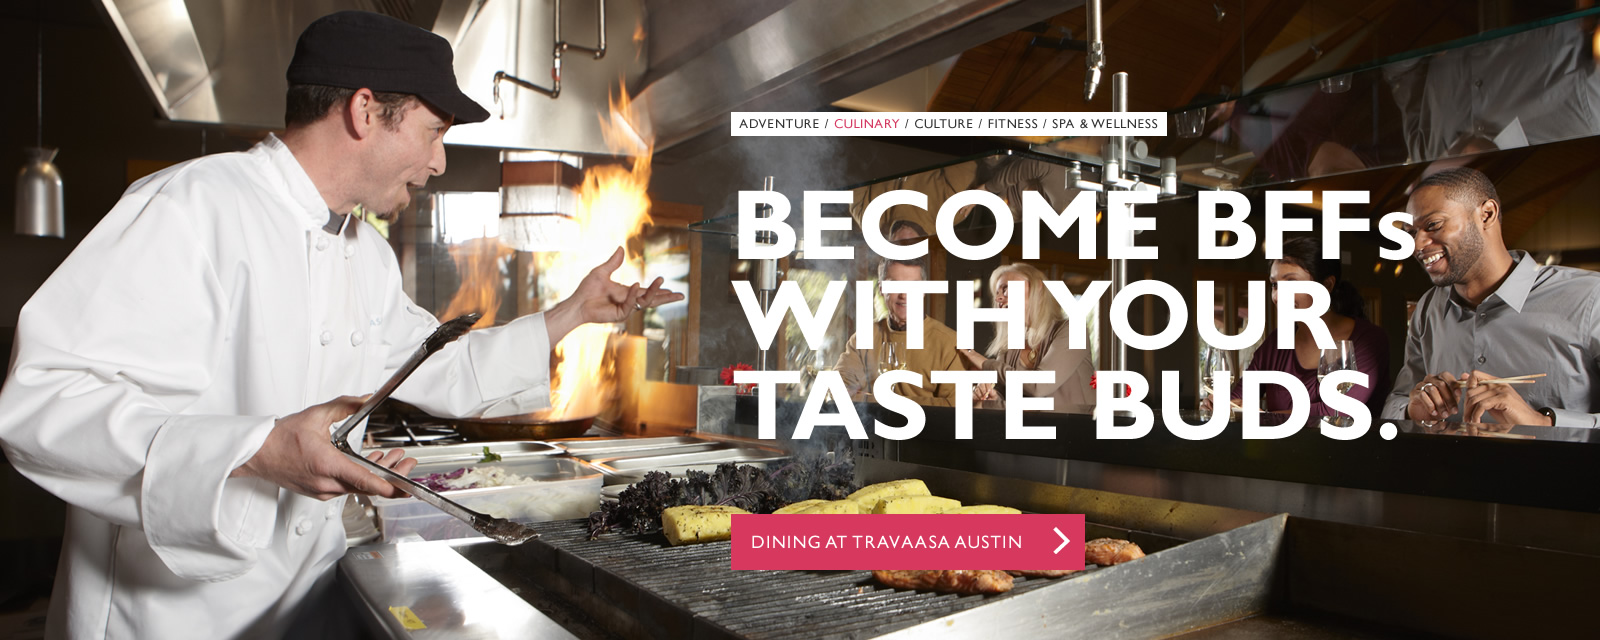 ADVENTURE / CULINARY / CULTURE / FITNESS / SPA & WELLNESS
BECOME BFFs
WITH YOUR
TASTE BUDS.
DINING AT TRAVAASA AUSTIN